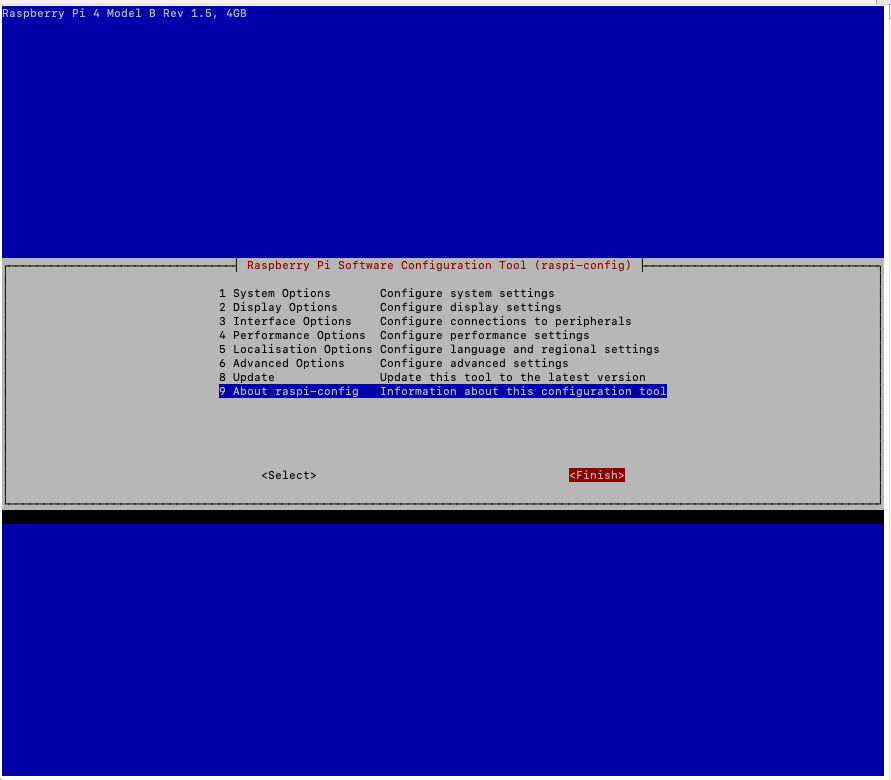 Raspberry Pi 4 Model B Rev 1.5, 4GB
Raspberry Pi Software Configuration Tool (raspi-config)
1 System Options Configure system settings
2 Display Options Configure display settings
3 Interface Options Configure connections to peripherals
4 Performance Options Configure performance settings
5 Localisation Options Configure language and regional settings
6 Advanced Options Configure advanced settings
8 Update Update this tool to the latest version
9 About raspi-config Information about this configuration tool
<Select> <Finish>